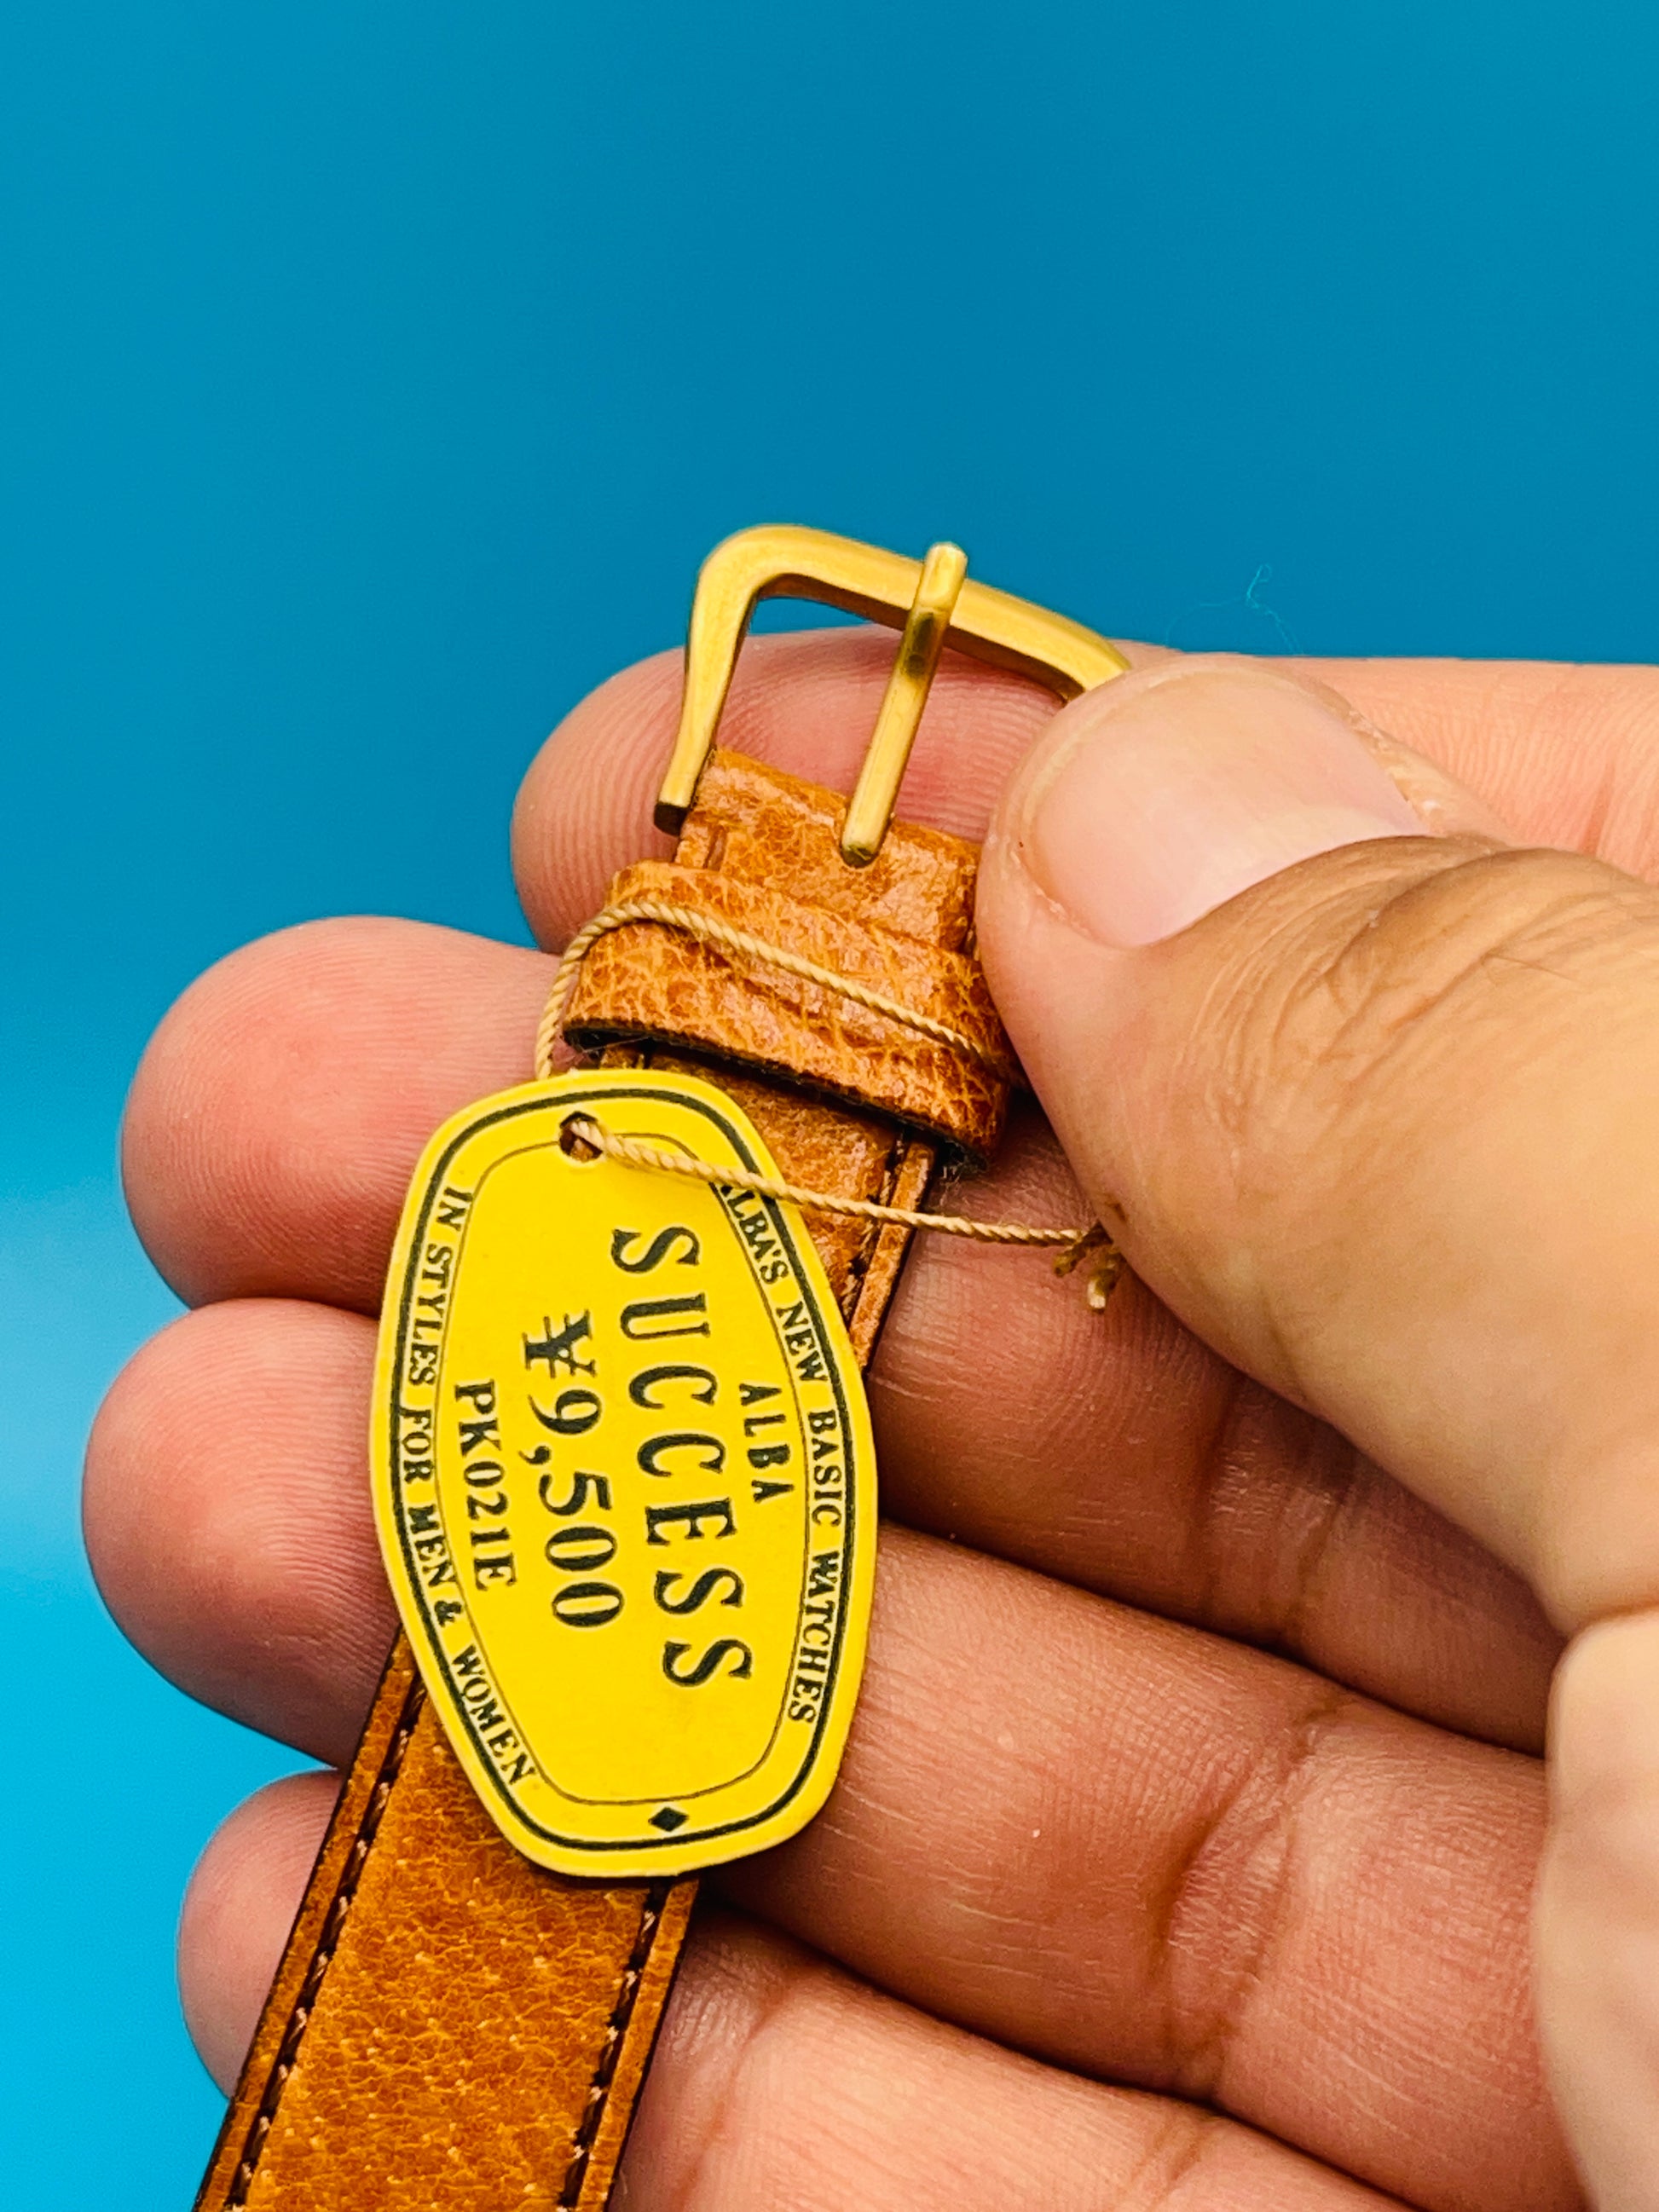 ALBA'S NEW BASIC WATCHES
ALBA
SUCCESS
¥9,500
PK021E
IN STYLES FOR MEN & WOMEN